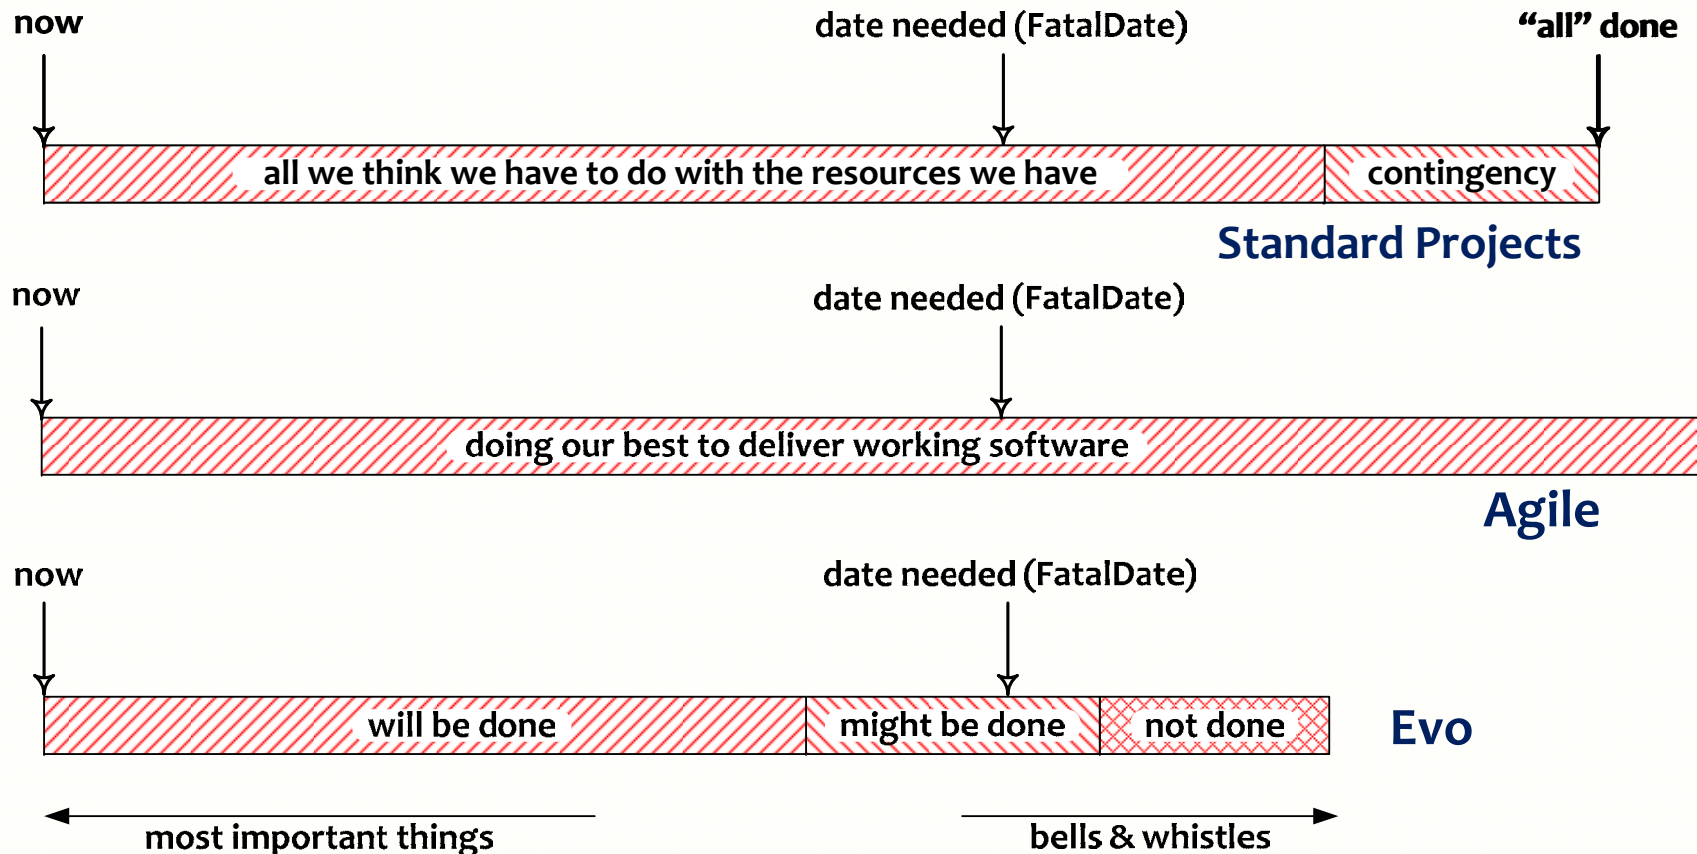 now
date needed (FatalDate)
“all” done
all we think we have to do with the resources we have
contingency
Standard Projects
now
date needed (FatalDate)
doing our best to deliver working software
Agile
now
date needed (FatalDate)
will be done
might be done
not done
Evo
most important things
bells & whistles